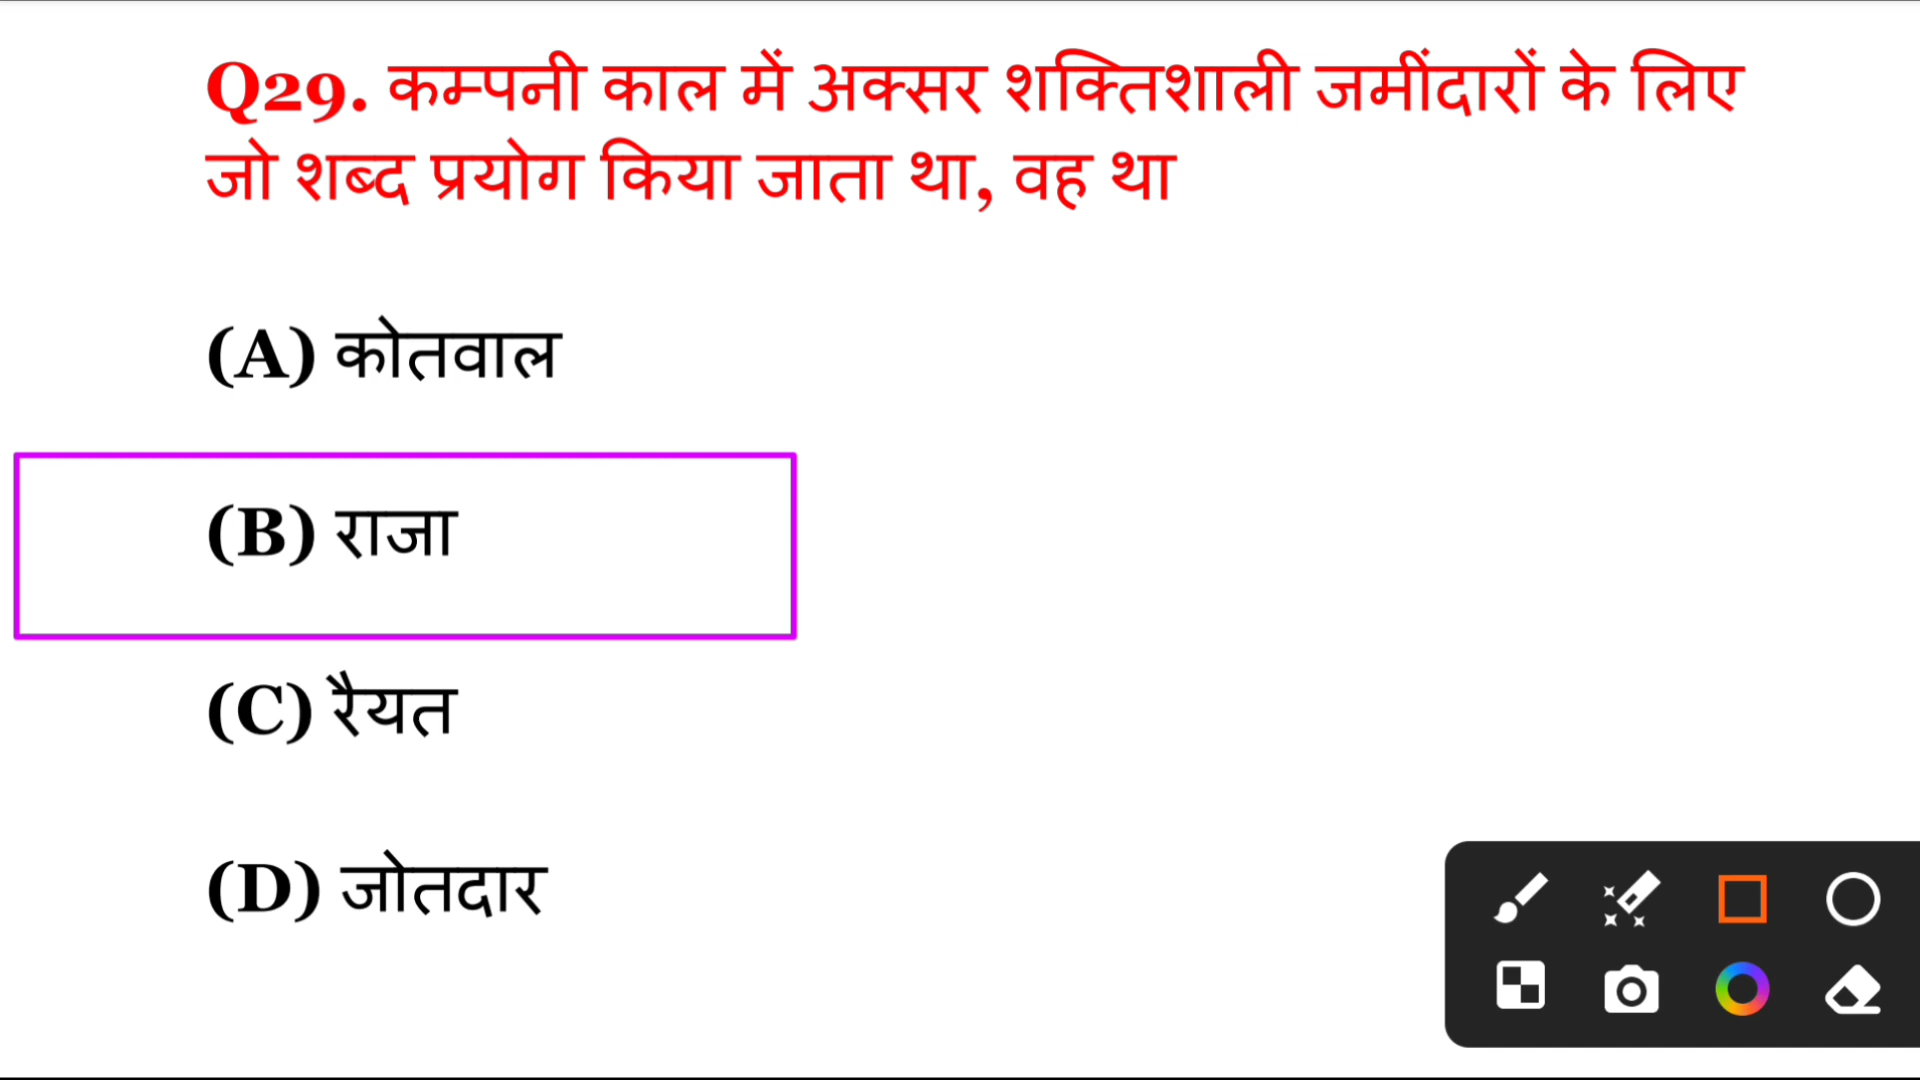 Q29. कम्पनी काल में अक्सर शक्तिशाली जमींदारों के लिए
जो शब्द प्रयोग किया जाता था, वह था
(A) कोतवाल
(B) राजा
(C) रैयत
(D) जोतदार